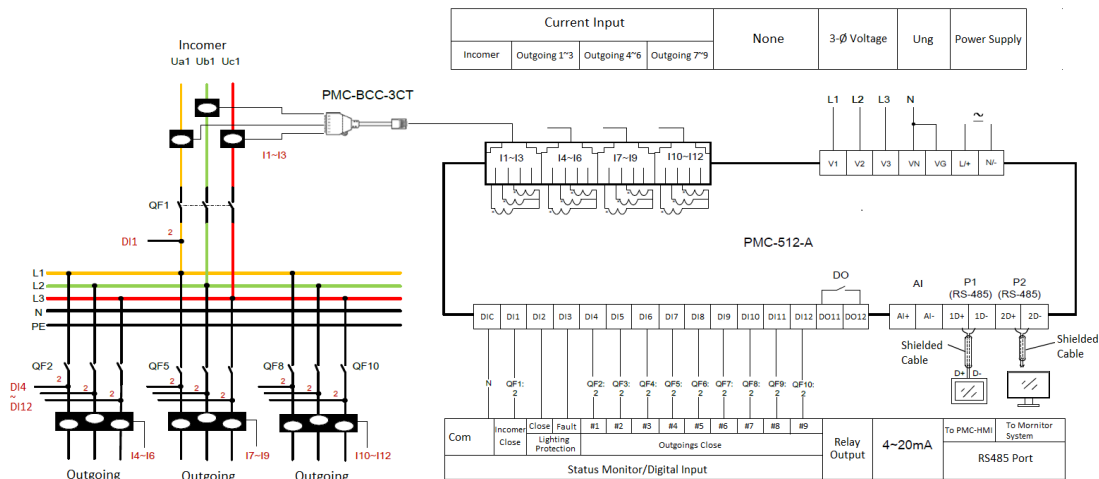 Current Input
None
3-Ø Voltage
Ung
Power Supply
Incomer
Outgoing 1~3
Outgoing 4~6
Outgoing 7~9
Incomer
Ua1 Ub1 Uc1
PMC-BCC-3CT
I1~I3
L1 L2 L3 N ~
I1~I3 I4~I6 I7~I9 I10~I12
V1 V2 V3 VN VG L/+ N/-
QF1
2
DI1
PMC-512-A
L1
L2
L3
N
PE
DO
AI
P1
(RS-485)
P2
(RS-485)
DIC DI1 DI2 DI3 DI4 DI5 DI6 DI7 DI8 DI9 DI10 DI11 DI12 DO11 DO12 AI+ AI- 1D+ 1D- 2D+ 2D-
Shielded
Cable
Shielded
Cable
D+ D-
QF2 QF5 QF8 QF10
2 2 2 2 2 2 2 2 2
DI4
~
DI12
N
QF1:
2
QF2:
2
QF3:
2
QF4:
2
QF5:
2
QF6:
2
QF7:
2
QF8:
2
QF9:
2
QF10:
2
I4~I6
I7~I9
I10~I12
Outgoing Outgoing Outgoing
Com
Incomer
Close
Close Fault
Lighting
Protection
#1 #2 #3 #4 #5 #6 #7 #8 #9
Outgoings Close
Status Monitor/Digital Input
Relay
Output
4~20mA
To PMC-HMI
To Mornitor
System
RS485 Port